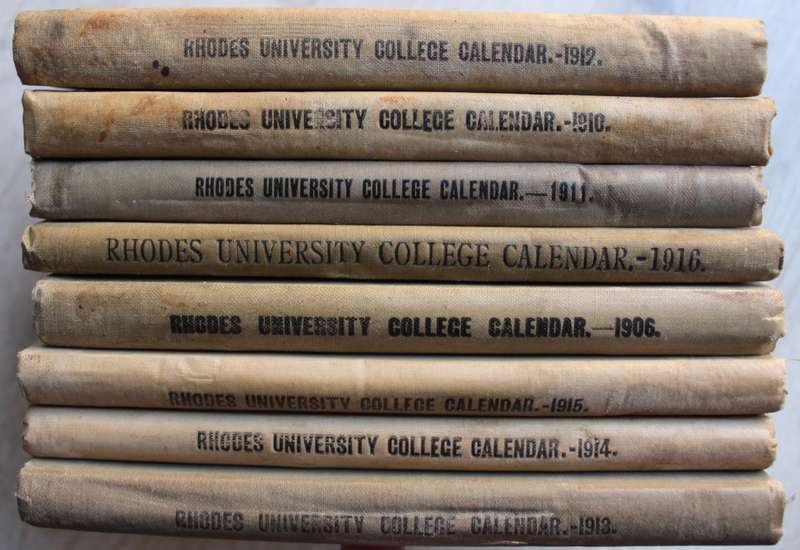 RHODES UNIVERSITY COLLEGE CALENDAR.-1912.
RHODES UNIVERSITY COLLEGE CALENDAR.-1910.
RHODES UNIVERSITY COLLEGE CALENDAR.—1911.
RHODES UNIVERSITY COLLEGE CALENDAR.-1916.
RHODES UNIVERSITY COLLEGE CALENDAR.—1906.
RHODES UNIVERSITY COLLEGE CALENDAR.-1915.
RHODES UNIVERSITY COLLEGE CALENDAR.-1914.
RHODES UNIVERSITY COLLEGE CALENDAR.-1913.